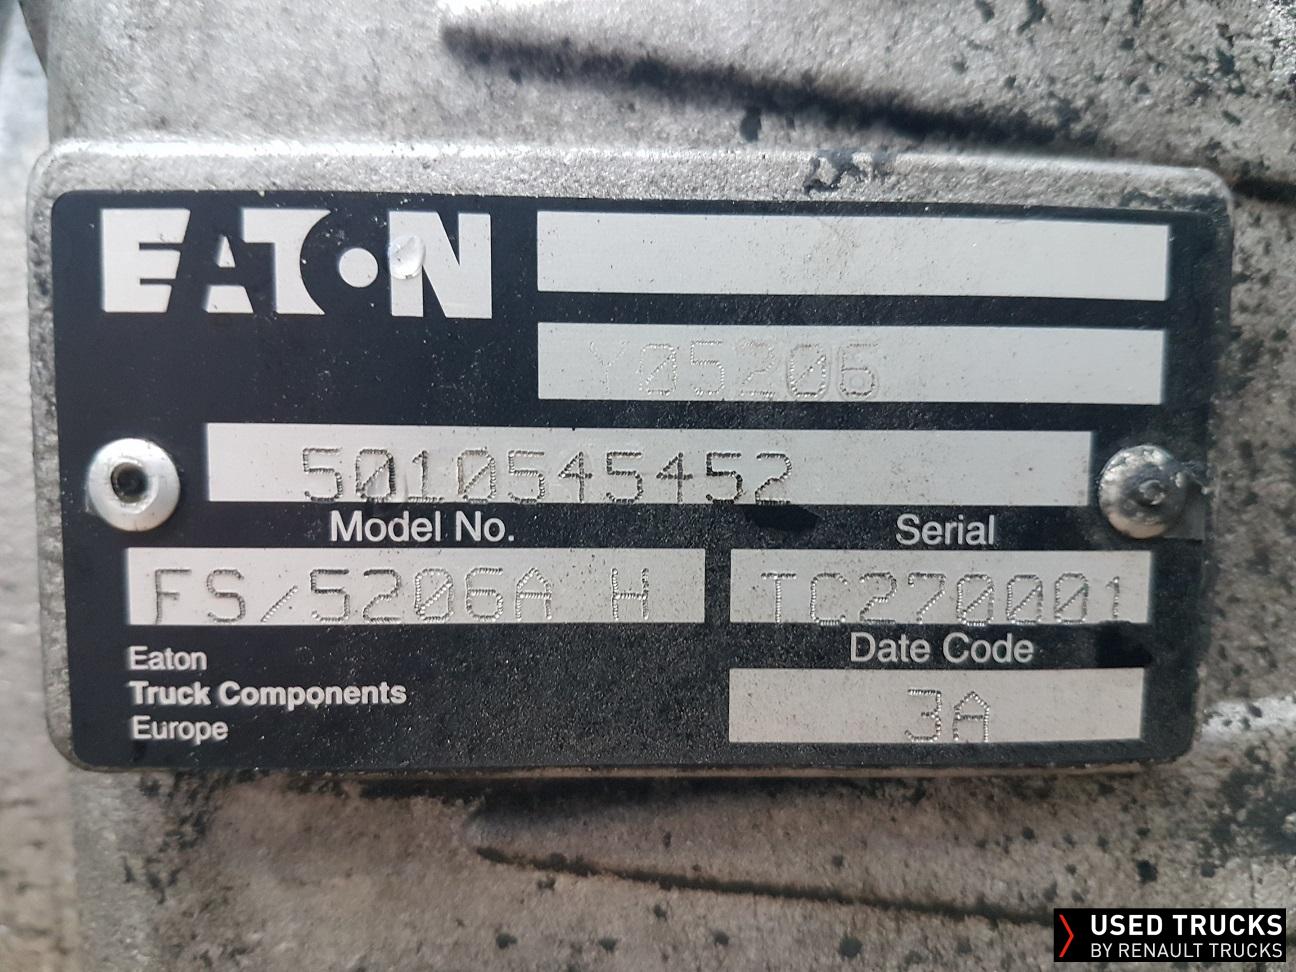 EATON
Y05206
5010545452
Model No.
Serial
FS/5206A H
TC270001
Date Code
Eaton
Truck Components
Europe
3A
USED TRUCKS
BY RENAULT TRUCKS